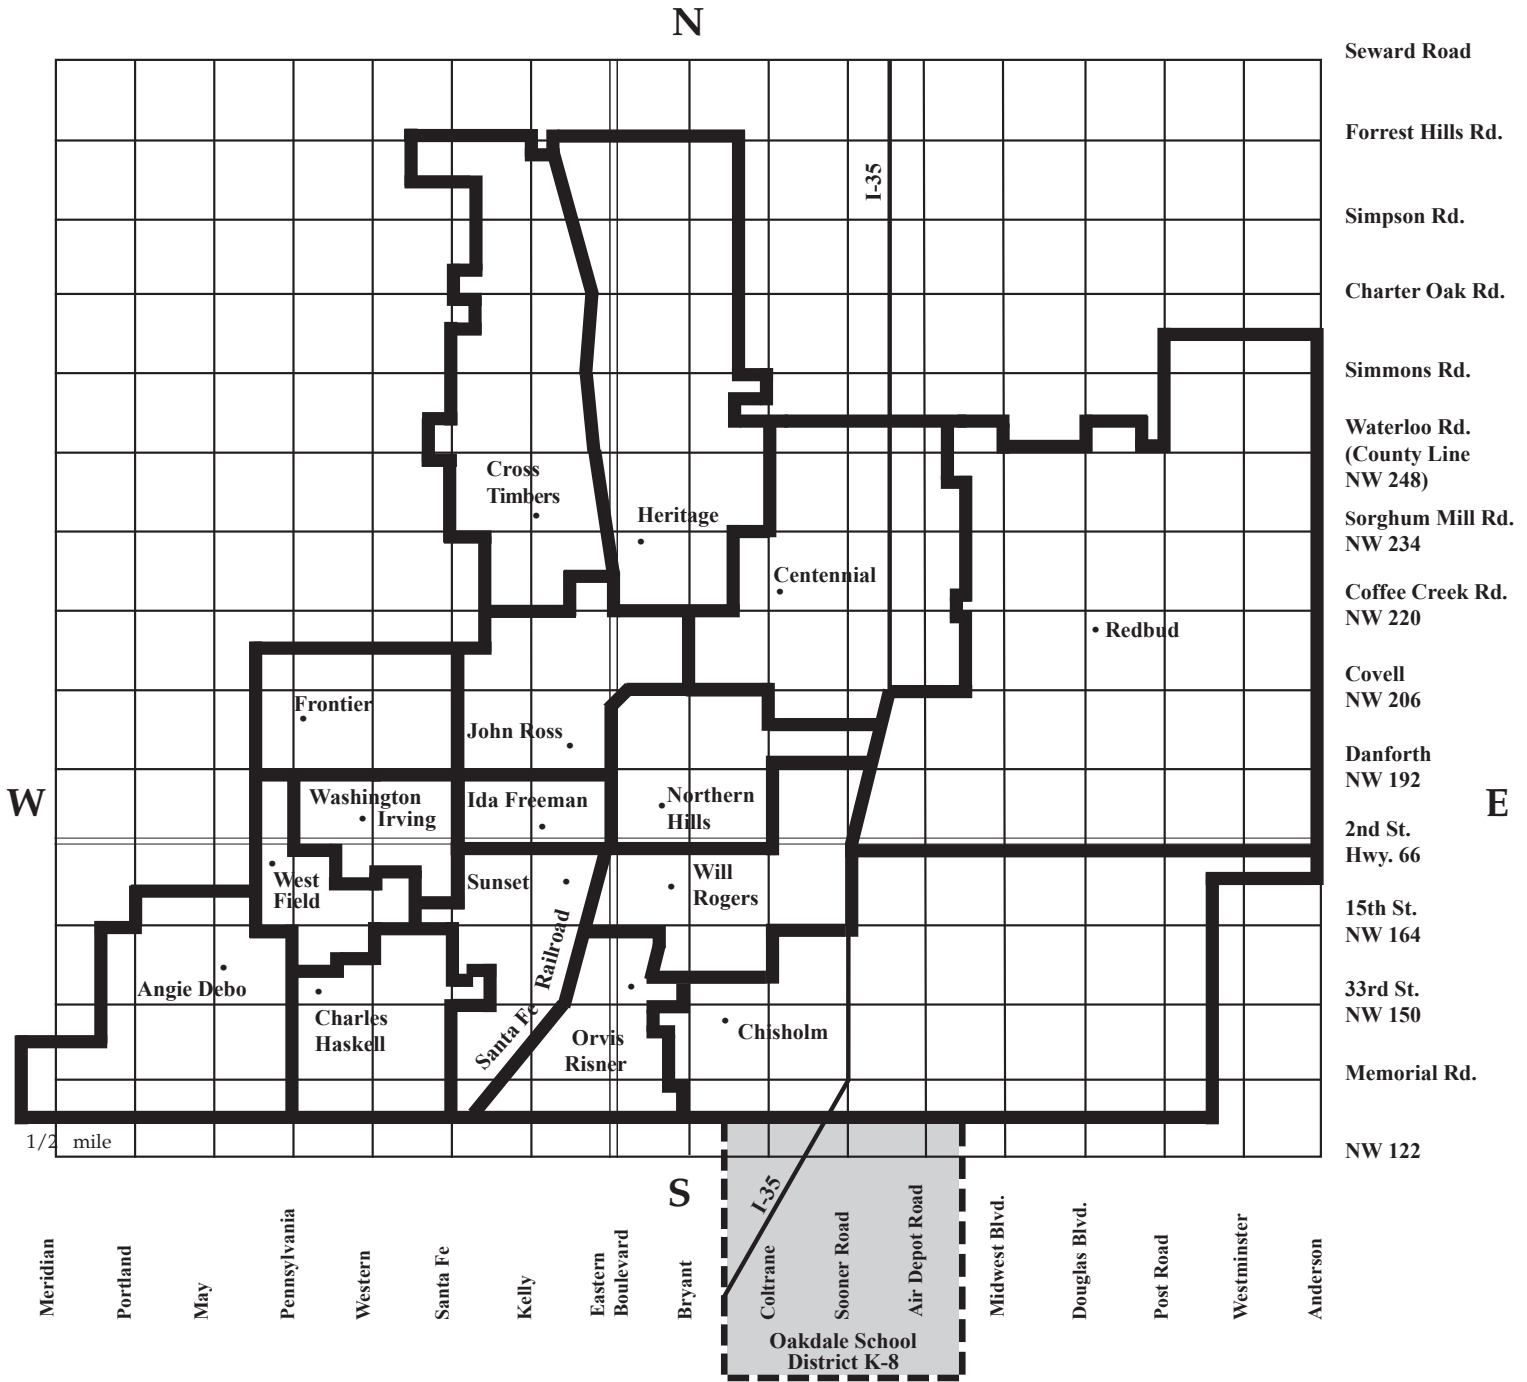 N
Seward Road
Forrest Hills Rd.
I-35
Simpson Rd.
Charter Oak Rd.
Simmons Rd.
Waterloo Rd.
(County Line
NW 248)
Cross
Timbers
Heritage
Sorghum Mill Rd.
NW 234
Centennial
Coffee Creek Rd.
NW 220
Redbud
Covell
NW 206
Frontier
John Ross
Danforth
NW 192
W
E
Washington
Irving
Ida Freeman
Northern
Hills
2nd St.
Hwy. 66
West
Field
Sunset
Will
Rogers
15th St.
NW 164
Santa Fe Railroad
Angie Debo
Charles
Haskell
33rd St.
NW 150
Orvis
Risner
Chisholm
Memorial Rd.
1/2 mile
NW 122
S
I-35
Meridian
Portland
May
Pennsylvania
Western
Santa Fe
Kelly
Eastern
Boulevard
Bryant
Coltrane
Sooner Road
Air Depot Road
Midwest Blvd.
Douglas Blvd.
Post Road
Westminster
Anderson
Oakdale School
District K-8